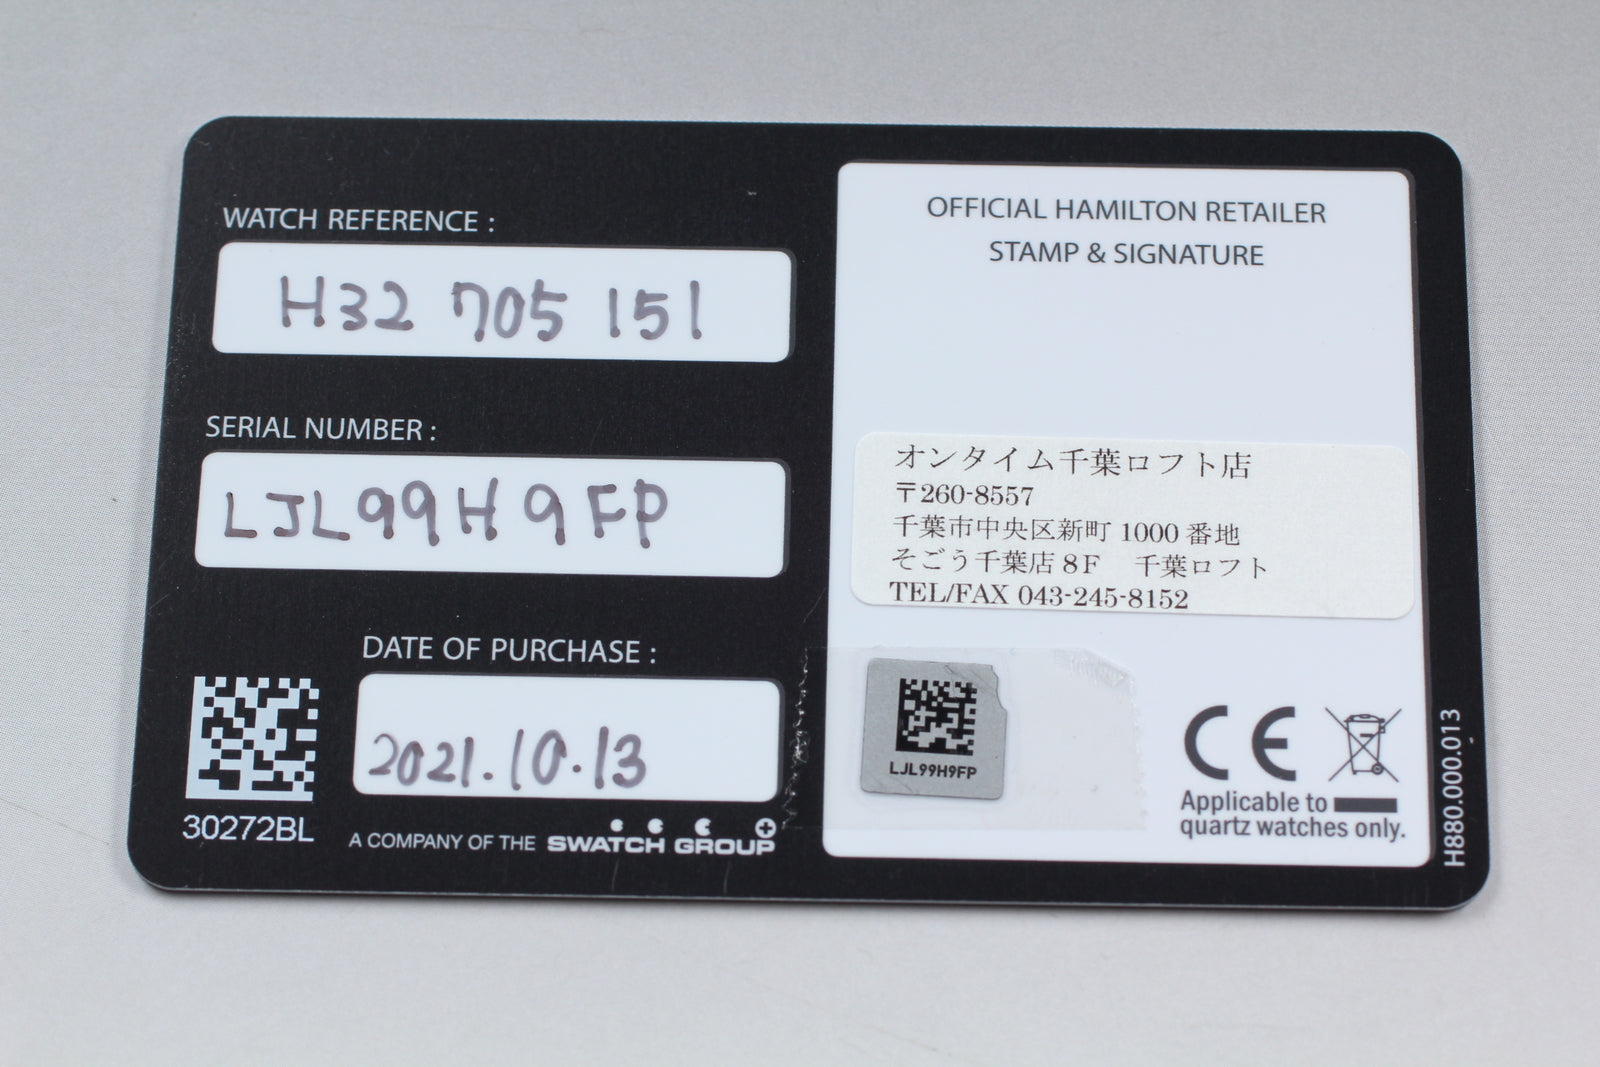 WATCH REFERENCE :
H32 705 151
SERIAL NUMBER :
LJL99H9FP
DATE OF PURCHASE :
2021.10.13
30272BL
A COMPANY OF THE SWATCH GROUP
OFFICIAL HAMILTON RETAILER
STAMP & SIGNATURE
オンタイム千葉ロフト店
〒260-8557
千葉市中央区新町 1000 番地
そごう千葉店 8F 千葉ロフト
TEL/FAX 043-245-8152
LJL99H9FP
CE
Applicable to
quartz watches only.
H880.000.013